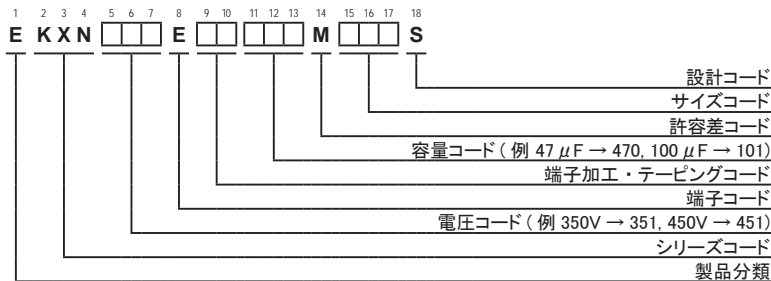 1 2 3 4 5 6 7 8 9 10 11 12 13 14 15 16 17 18
E K X N E M S
設計コード
サイズコード
許容差コード
容量コード ( 例 47 μF → 470, 100 μF → 101)
端子加工・テーピングコード
端子コード
電圧コード ( 例 350V → 351, 450V → 451)
シリーズコード
製品分類